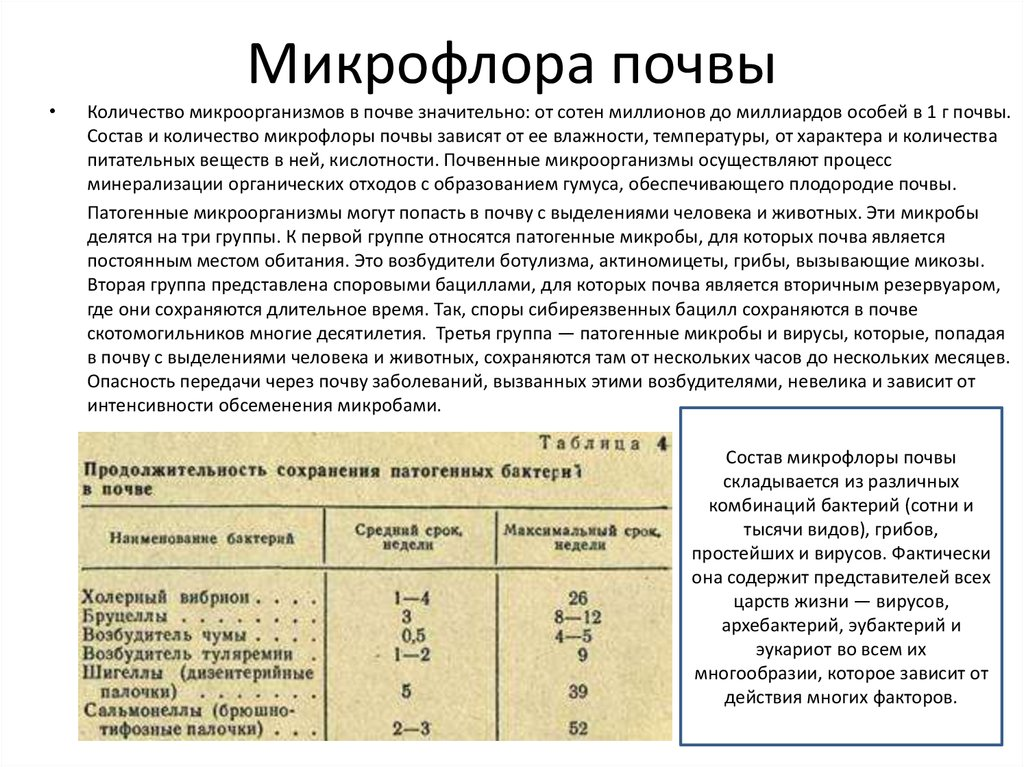 Микрофлора почвы
• Количество микроорганизмов в почве значительно: от сотен миллионов до миллиардов особей в 1 г почвы.
Состав и количество микрофлоры почвы зависят от ее влажности, температуры, от характера и количества
питательных веществ в ней, кислотности. Почвенные микроорганизмы осуществляют процесс
минерализации органических отходов с образованием гумуса, обеспечивающего плодородие почвы.
Патогенные микроорганизмы могут попасть в почву с выделениями человека и животных. Эти микробы
делятся на три группы. К первой группе относятся патогенные микробы, для которых почва является
постоянным местом обитания. Это возбудители ботулизма, актиномицеты, грибы, вызывающие микозы.
Вторая группа представлена споровыми бациллами, для которых почва является вторичным резервуаром,
где они сохраняются длительное время. Так, споры сибиреязвенных бацилл сохраняются в почве
скотомогильников многие десятилетия. Третья группа — патогенные микробы и вирусы, которые, попадая
в почву с выделениями человека и животных, сохраняются там от нескольких часов до нескольких месяцев.
Опасность передачи через почву заболеваний, вызванных этими возбудителями, невелика и зависит от
интенсивности обсеменения микробами.
Таблица 4
Продолжительность сохранения патогенных бактерий
в почве
Наименование бактерий
Средний срок,
недели
Максимальный срок,
недели
Холерный вибрион . . . . 1—4 26
Бруцеллы . . . . . . . . 3 8—12
Возбудитель чумы . . . . 0,5 4—5
Возбудитель туляремии . 1—2 9
Шигеллы (дизентерийные
палочки) . . . . . . . 5 39
Сальмонеллы (брюшно-
тифозные палочки) . . . 2—3 52
Состав микрофлоры почвы
складывается из различных
комбинаций бактерий (сотни и
тысячи видов), грибов,
простейших и вирусов. Фактически
она содержит представителей всех
царств жизни — вирусов,
архебактерий, эубактерий и
эукариот во всем их
многообразии, которое зависит от
действия многих факторов.